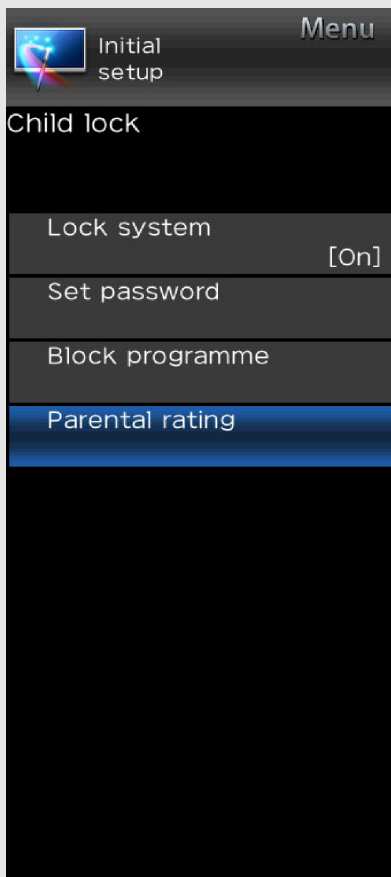 Menu
Initial
setup
Child lock
Lock system
[On]
Set password
Block programme
Parental rating